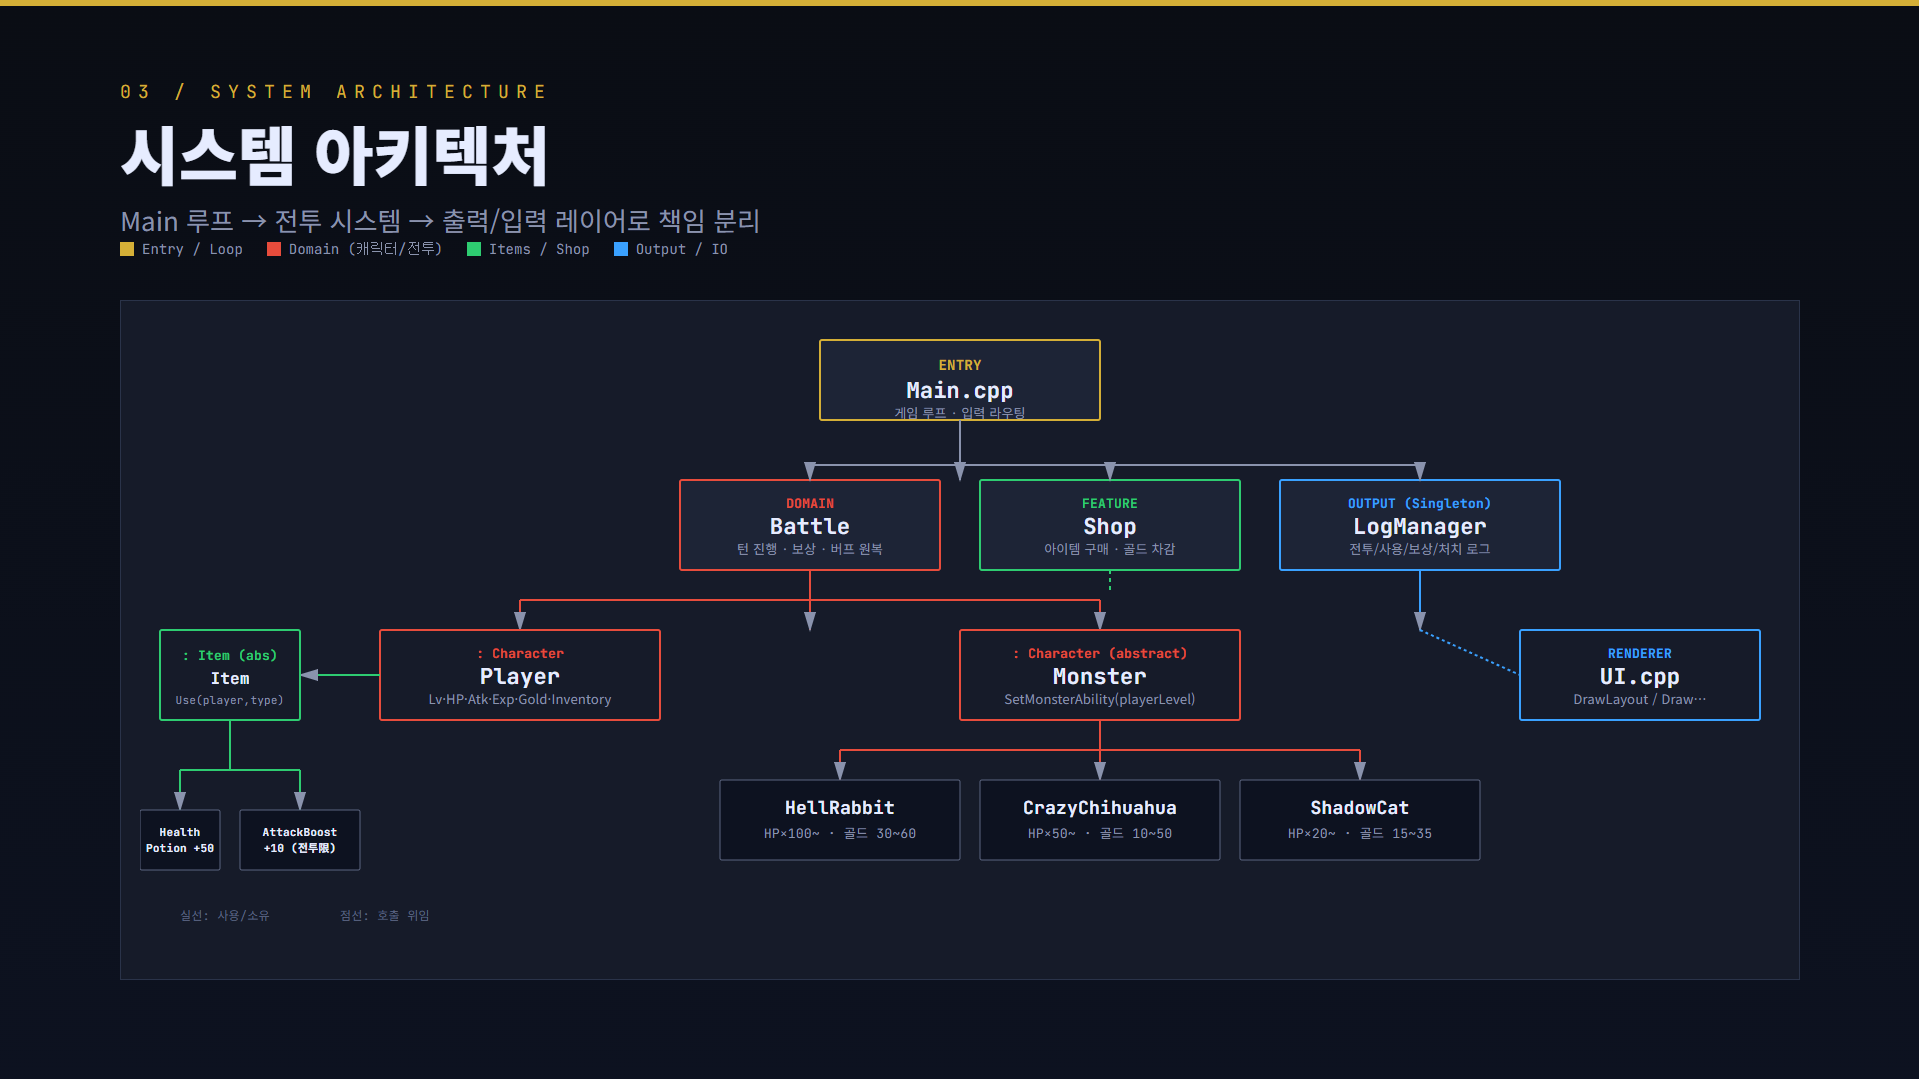 03 / SYSTEM ARCHITECTURE
시스템 아키텍처
Main 루프 → 전투 시스템 → 출력/입력 레이어로 책임 분리
Entry / Loop
Domain (캐릭터/전투)
Items / Shop
Output / IO
ENTRY
Main.cpp
게임 루프 · 입력 라우팅
DOMAIN
Battle
턴 진행 · 보상 · 버프 원복
FEATURE
Shop
아이템 구매 · 골드 차감
OUTPUT (Singleton)
LogManager
전투/사용/보상/처치 로그
: Item (abs)
Item
Use(player,type)
: Character
Player
Lv·HP·Atk·Exp·Gold·Inventory
: Character (abstract)
Monster
SetMonsterAbility(playerLevel)
RENDERER
UI.cpp
DrawLayout / Draw…
Health
Potion +50
AttackBoost
+10 (전투限)
HellRabbit
HP×100~ · 골드 30~60
CrazyChihuahua
HP×50~ · 골드 10~50
ShadowCat
HP×20~ · 골드 15~35
실선: 사용/소유
점선: 호출 위임